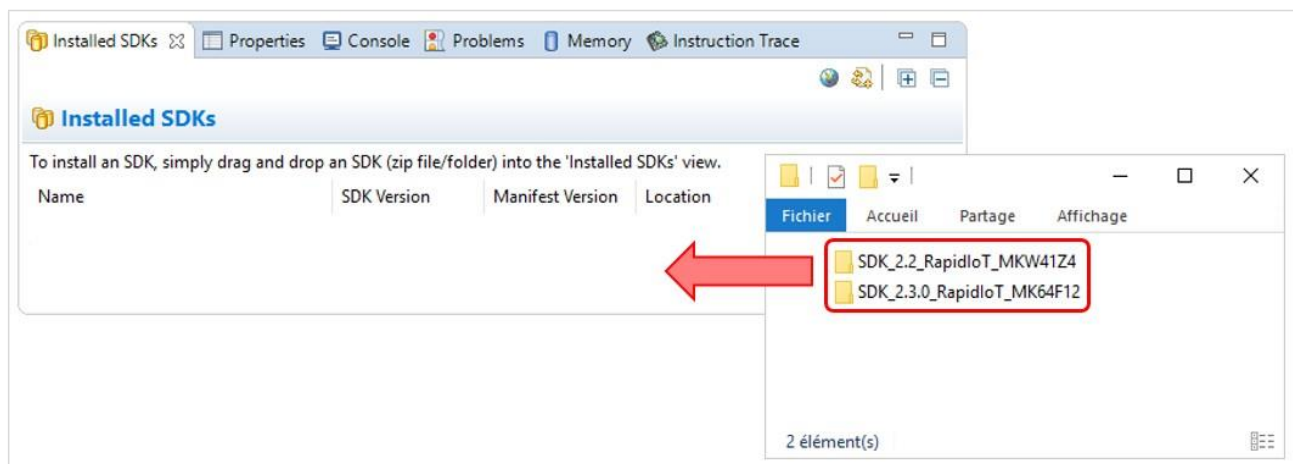 Installed SDKs Properties Console Problems Memory Instruction Trace
Installed SDKs
To install an SDK, simply drag and drop an SDK (zip file/folder) into the 'Installed SDKs' view.
Name SDK Version Manifest Version Location
Fichier Accueil Partage Affichage
SDK_2.2_RapidIoT_MKW41Z4
SDK_2.3.0_RapidIoT_MK64F12
2 élément(s)